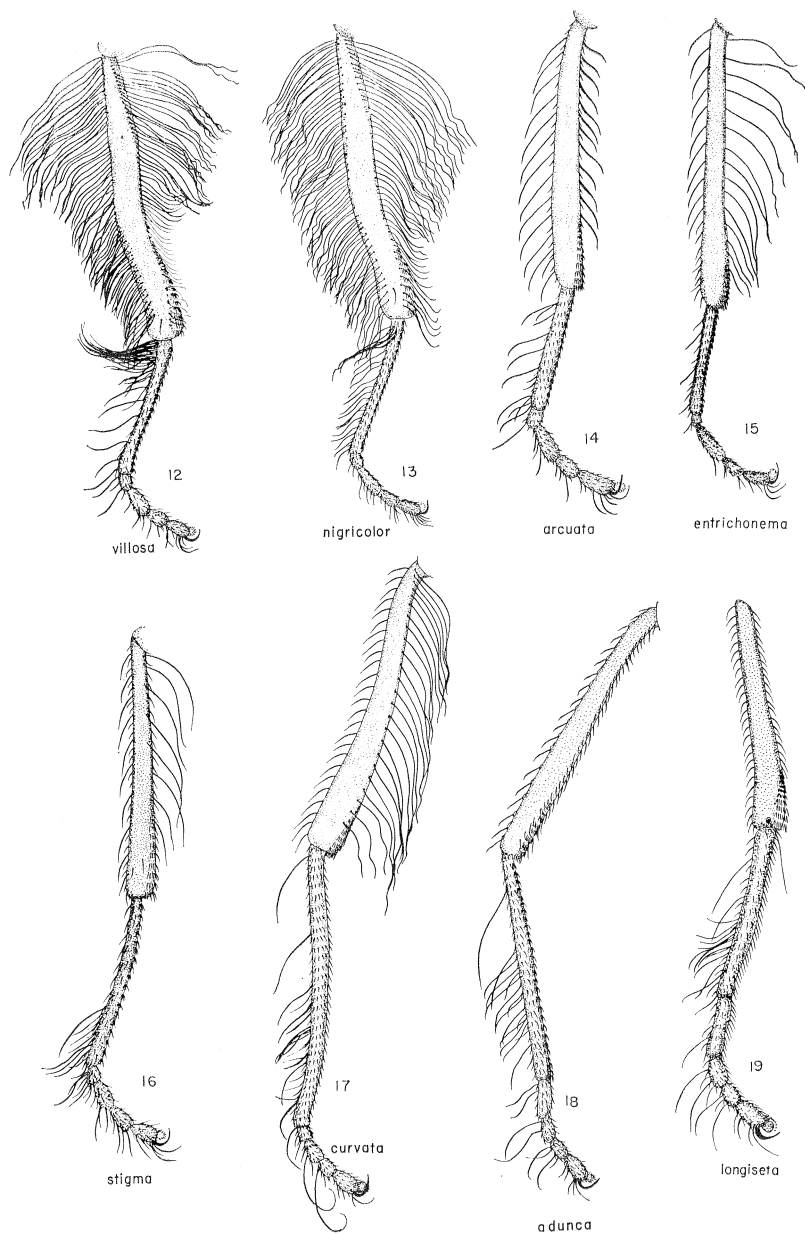 12
villosa
13
nigricolor
14
arcuata
15
entrichonema
16
stigma
17
curvata
18
adunca
19
longiseta